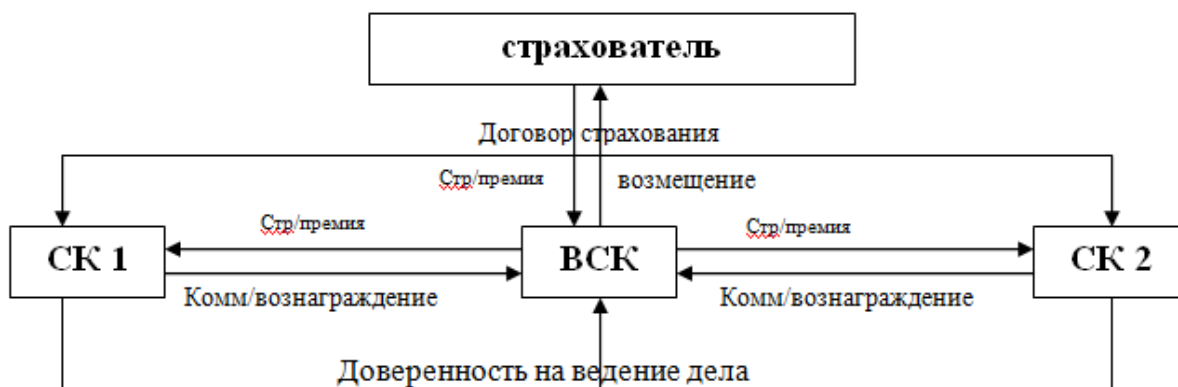 страхователь
Договор страхования
Стр/премия
возмещение
Стр/премия
Стр/премия
СК 1
ВСК
СК 2
Комм/вознаграждение
Комм/вознаграждение
Доверенность на ведение дела